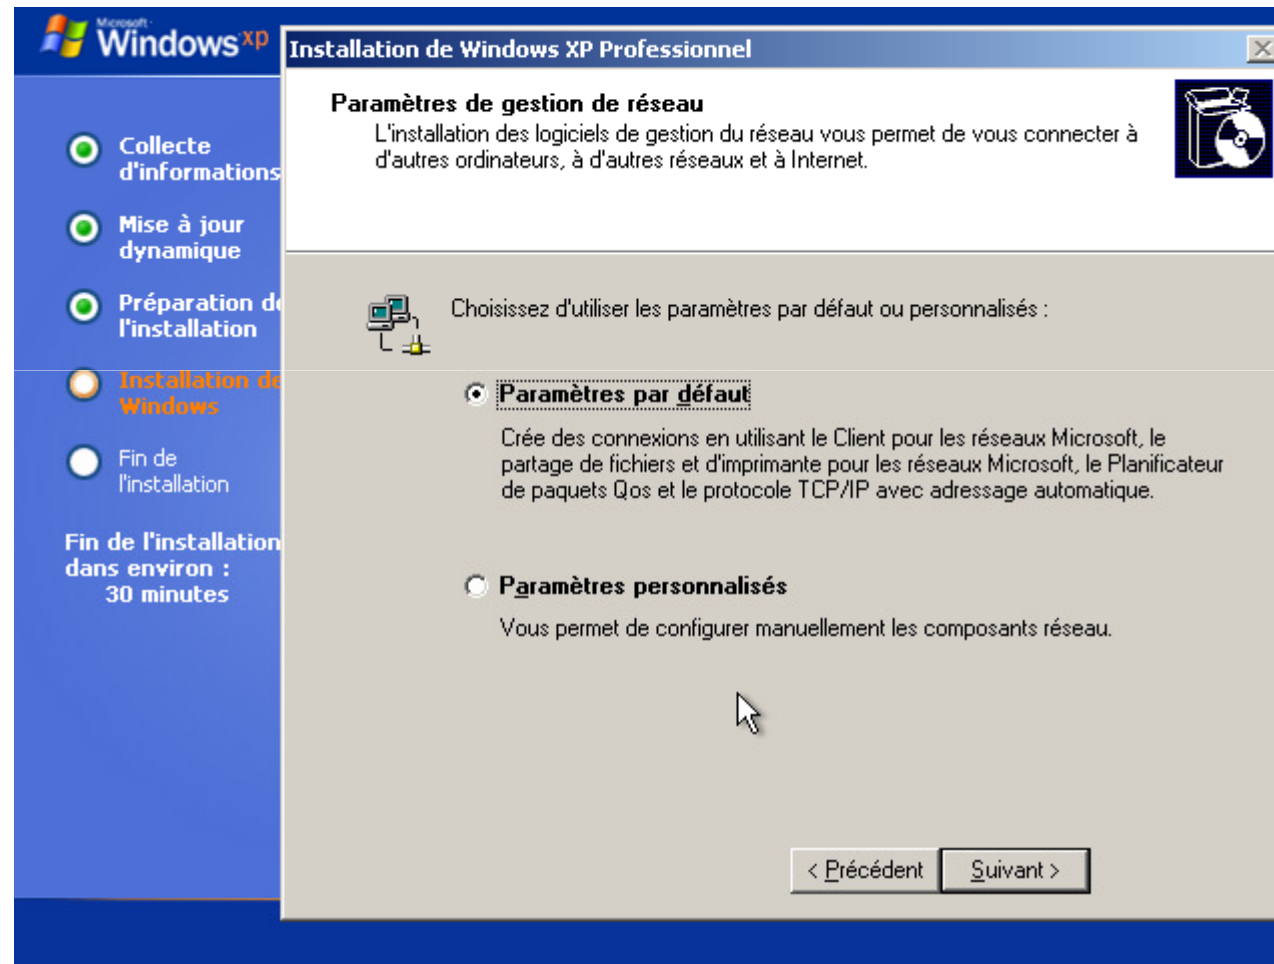 Microsoft
Windows xp
Installation de Windows XP Professionnel
Paramètres de gestion de réseau
L'installation des logiciels de gestion du réseau vous permet de vous connecter à
d'autres ordinateurs, à d'autres réseaux et à Internet.
Collecte
d'informations
Mise à jour
dynamique
Préparation de
l'installation
Installation de
Windows
Fin de
l'installation
Fin de l'installation
dans environ :
30 minutes
Choisissez d'utiliser les paramètres par défaut ou personnalisés :
Paramètres par défaut
Crée des connexions en utilisant le Client pour les réseaux Microsoft, le
partage de fichiers et d'imprimante pour les réseaux Microsoft, le Planificateur
de paquets Qos et le protocole TCP/IP avec adressage automatique.
Paramètres personnalisés
Vous permet de configurer manuellement les composants réseau.
< Précédent
Suivant >